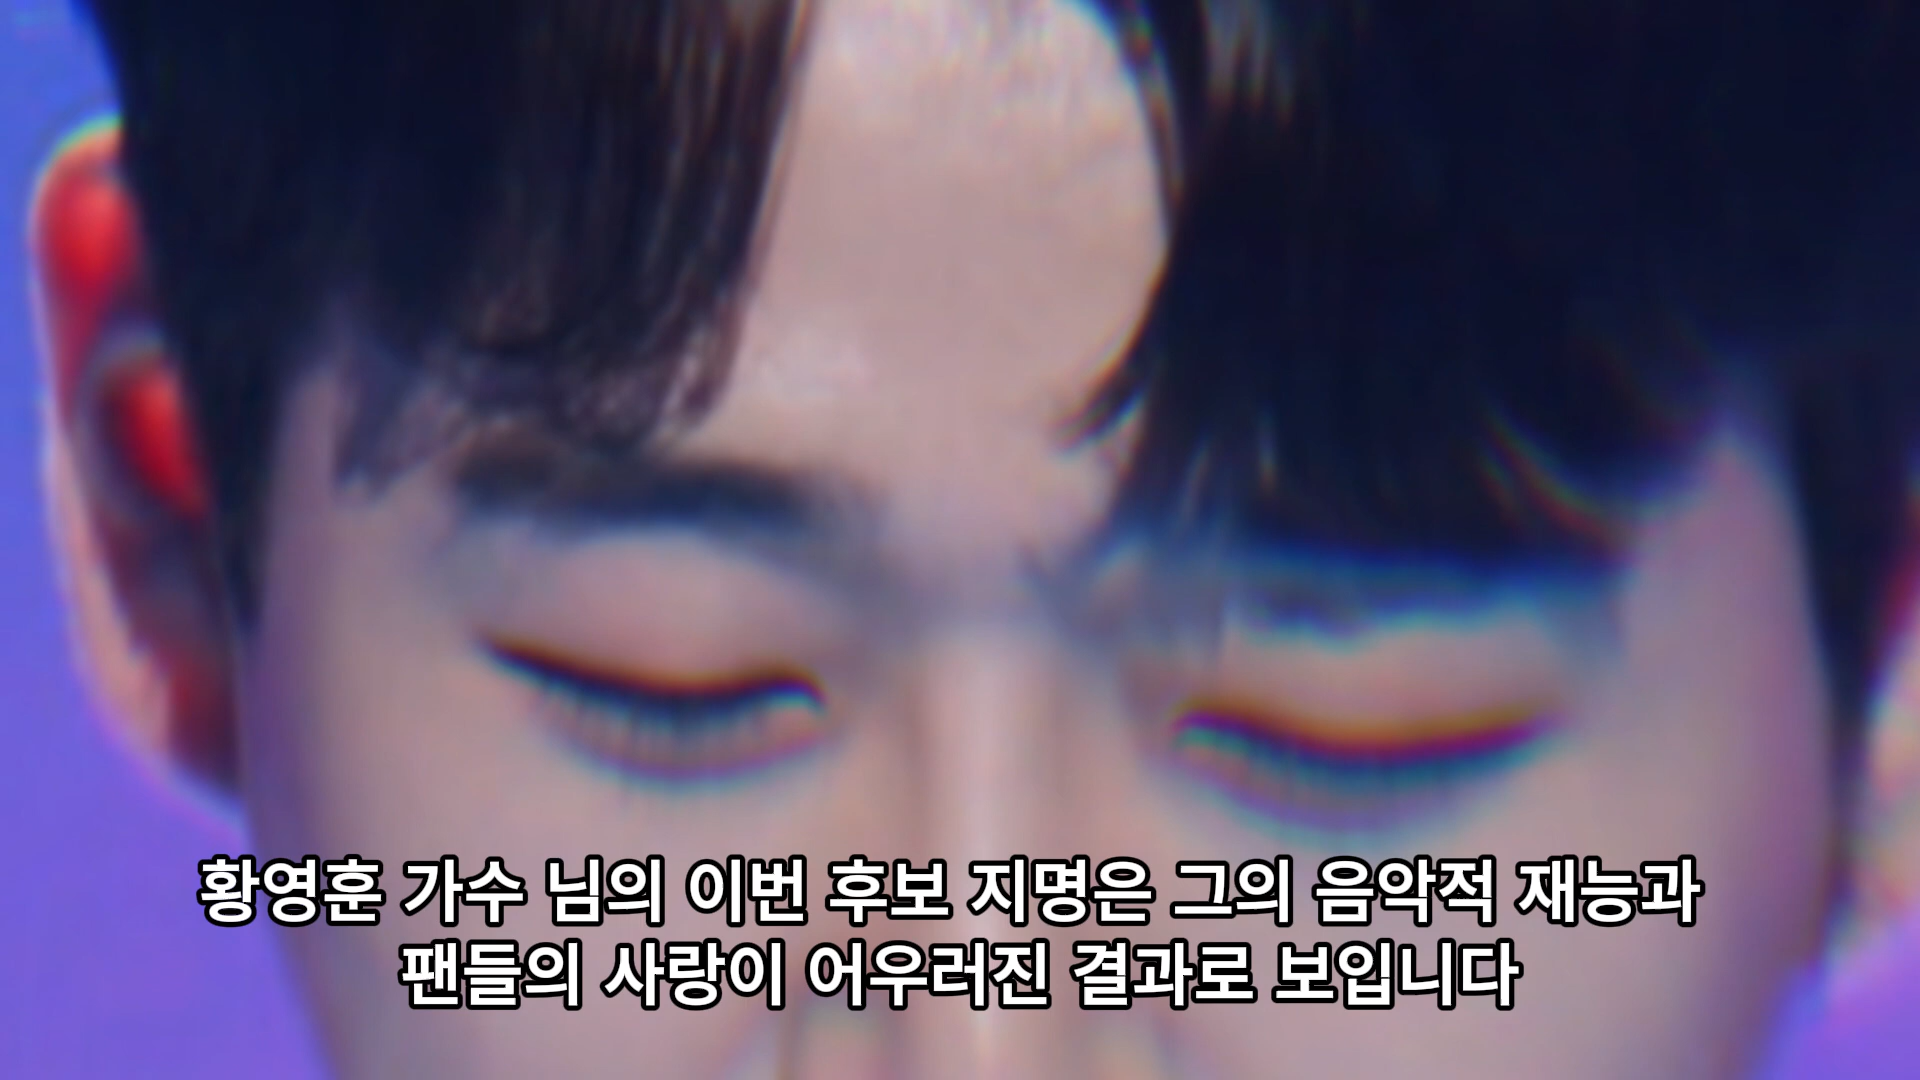 황영훈 가수 님의 이번 후보 지명은 그의 음악적 재능과
팬들의 사랑이 어우러진 결과로 보입니다